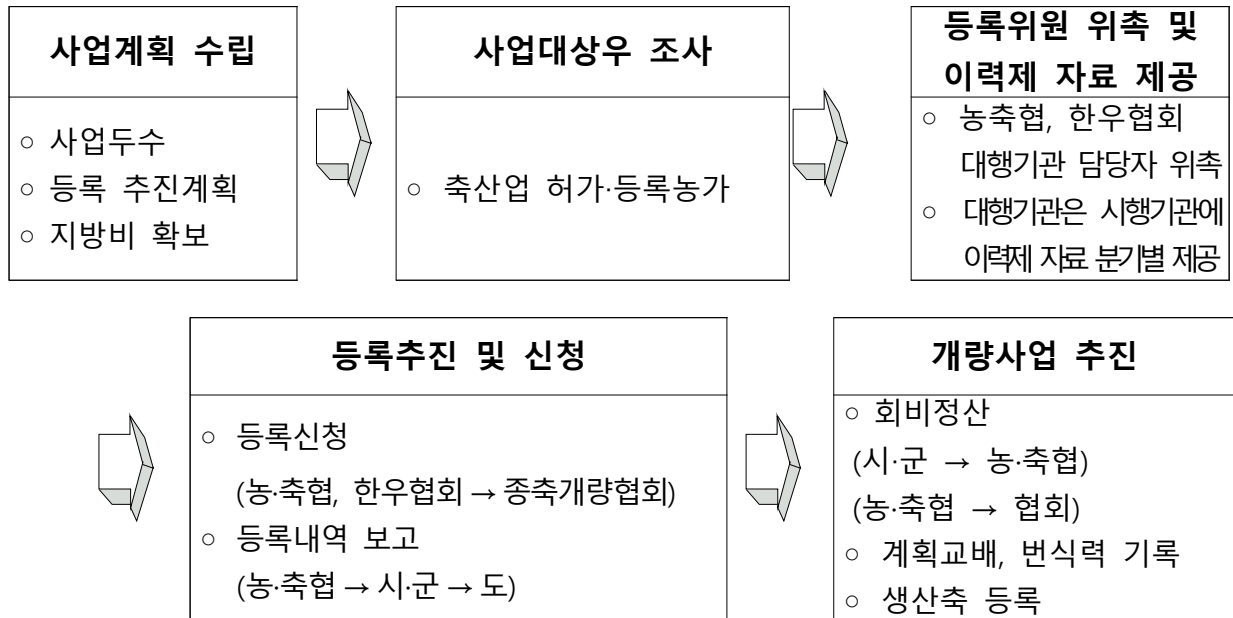 사업계획 수립
○ 사업두수
○ 등록 추진계획
○ 지방비 확보
사업대상우 조사
○ 축산업 허가·등록농가
등록위원 위촉 및
이력제 자료 제공
○ 농축협, 한우협회
대행기관 담당자 위촉
○ 대행기관은 시행기관에
이력제 자료 분기별 제공
등록추진 및 신청
○ 등록신청
(농·축협, 한우협회 → 종축개량협회)
○ 등록내역 보고
(농·축협 → 시·군 → 도)
개량사업 추진
○ 회비정산
(시·군 → 농·축협)
(농·축협 → 협회)
○ 계획교배, 번식력 기록
○ 생산축 등록